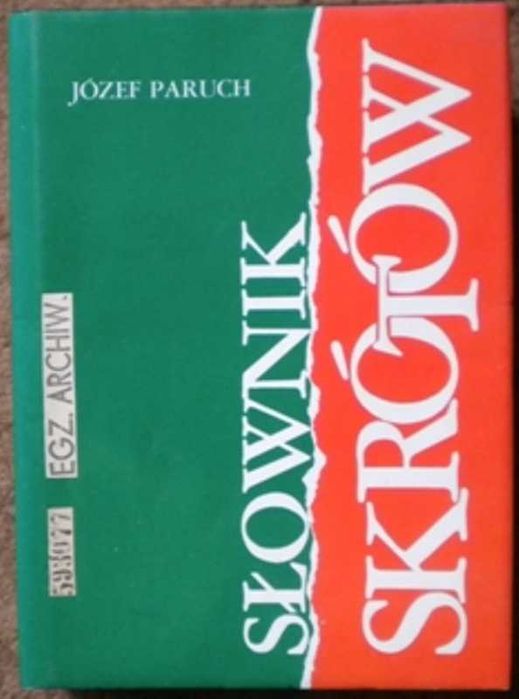 JÓZEF PARUCH
SŁOWNIK
SKRÓTÓW
EGZ. ARCHIW.